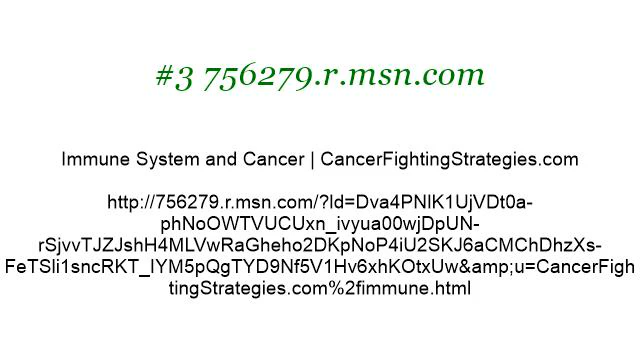 #3 756279.r.msn.com
Immune System and Cancer | CancerFightingStrategies.com
http://756279.r.msn.com/?ld=Dva4PNlK1UjVDt0a-
phNoOWTVUCUxn_ivyua00wjDpUN-
rSjvvTJZJshH4MLVwRaGheho2DKpNoP4iU2SKJ6aCMChDhzXs-
FeTSli1sncRKT_IYM5pQgTYD9Nf5V1Hv6xhKOtxUw&amp;u=CancerFigh
tingStrategies.com%2fimmune.html